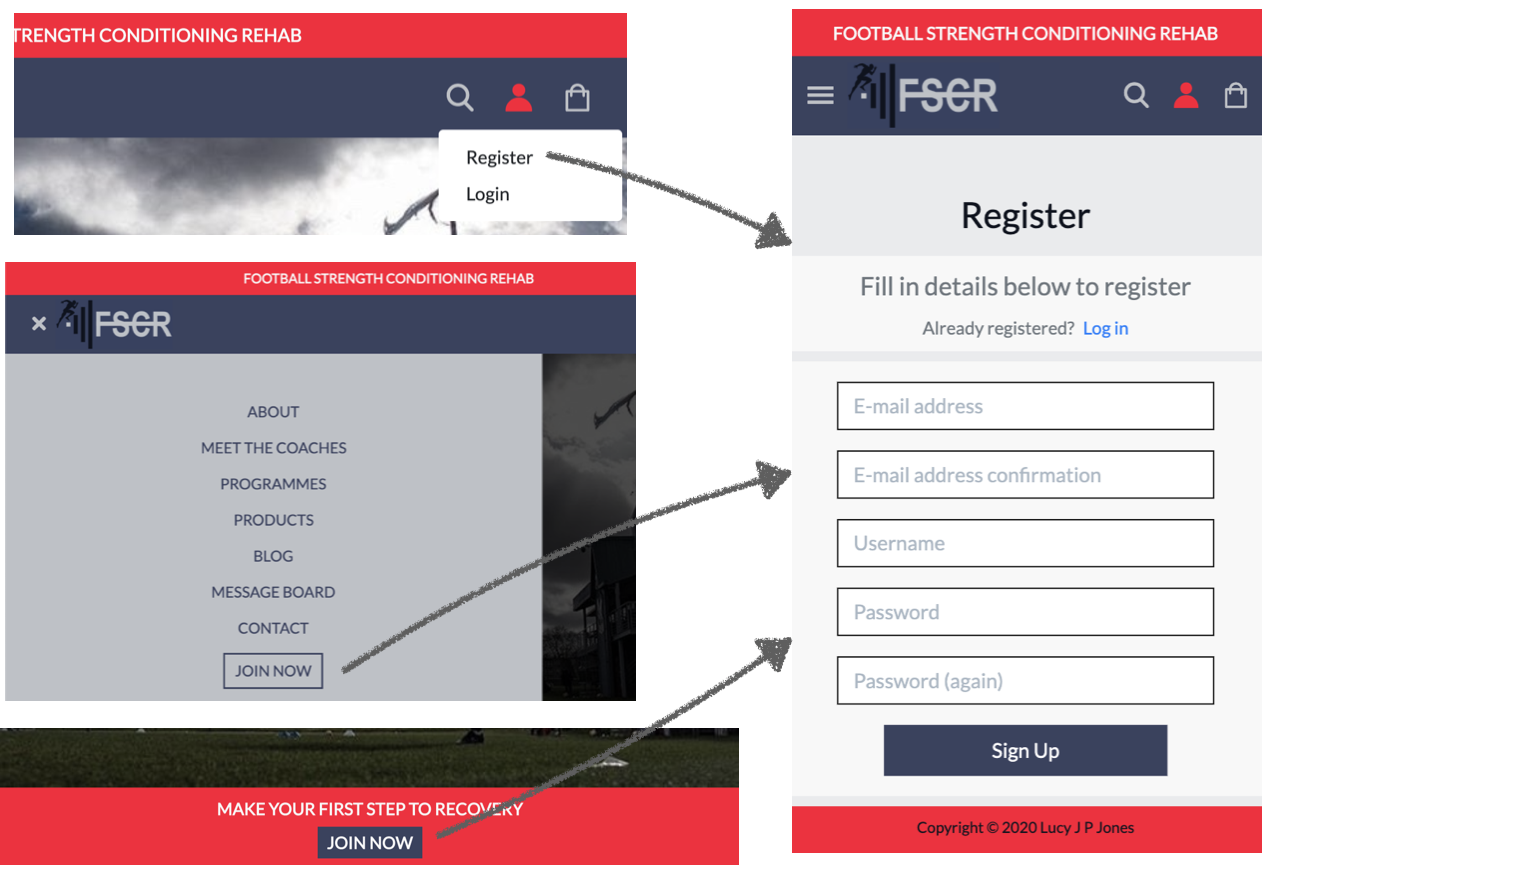 TRENGTH CONDITIONING REHAB
Register
Login
FOOTBALL STRENGTH CONDITIONING REHAB
FSCR
ABOUT
MEET THE COACHES
PROGRAMMES
PRODUCTS
BLOG
MESSAGE BOARD
CONTACT
JOIN NOW
MAKE YOUR FIRST STEP TO RECOVERY
JOIN NOW
FOOTBALL STRENGTH CONDITIONING REHAB
FSCR
Register
Fill in details below to register
Already registered? Log in
E-mail address
E-mail address confirmation
Username
Password
Password (again)
Sign Up
Copyright © 2020 Lucy J P Jones